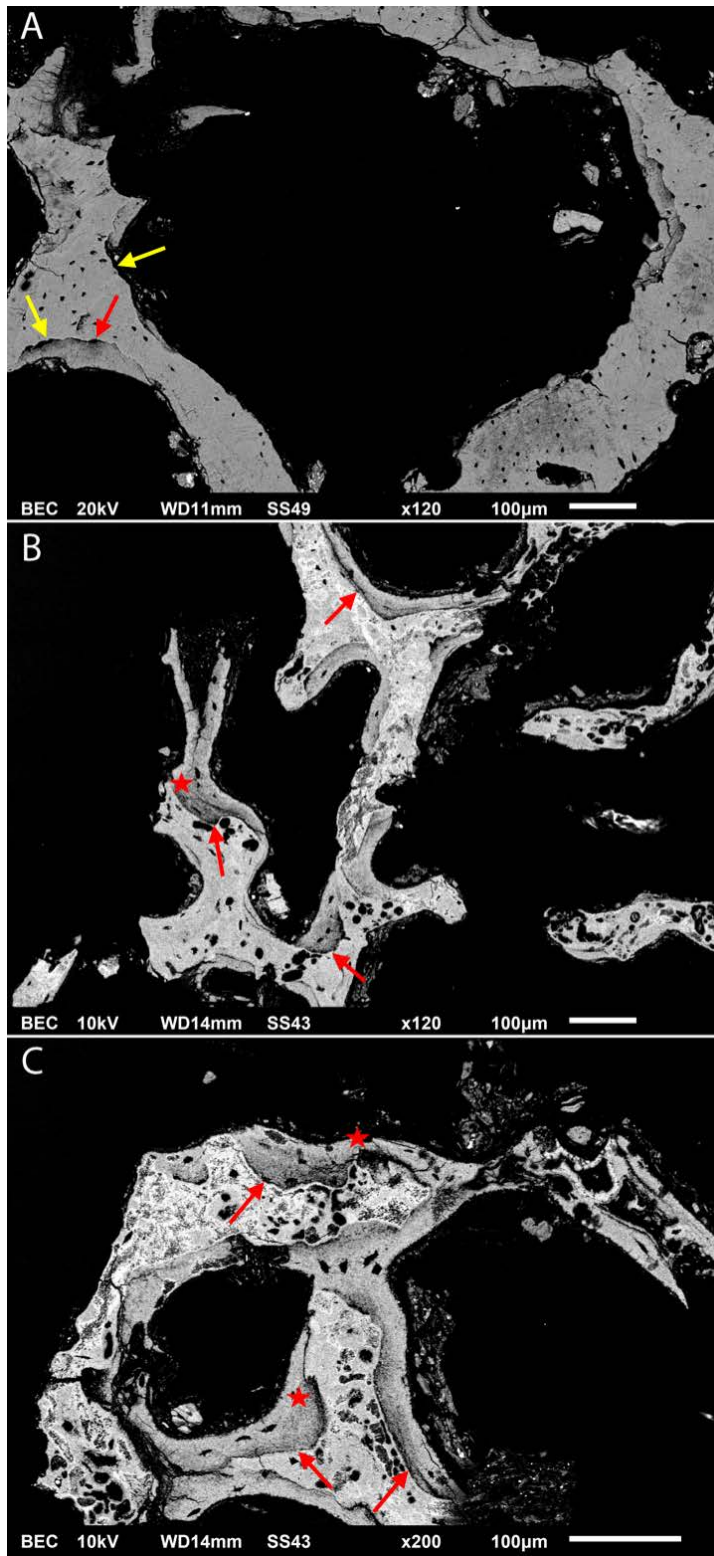 A
BEC 20kV WD11mm SS49 x120 100µm
B
BEC 10kV WD14mm SS43 x120 100µm
C
BEC 10kV WD14mm SS43 x200 100µm